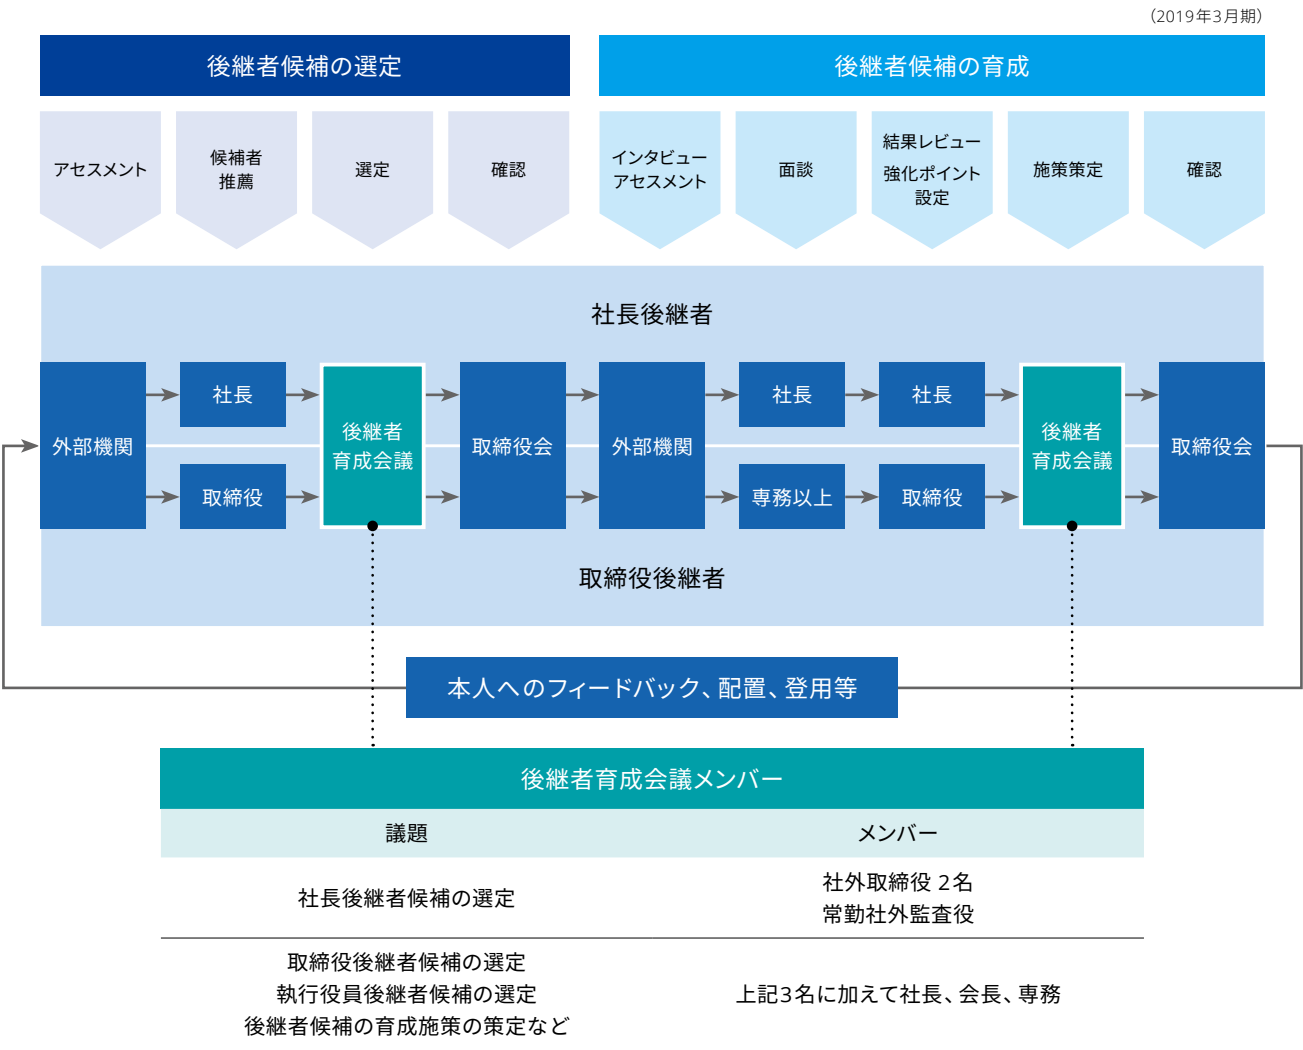 （2019年3月期）
後継者候補の選定
後継者候補の育成
アセスメント
候補者
推薦
選定
確認
インタビュー
アセスメント
面談
結果レビュー
強化ポイント
設定
施策策定
確認
社長後継者
外部機関
社長
取締役
後継者
育成会議
取締役会
外部機関
社長
専務以上
社長
取締役
後継者
育成会議
取締役会
取締役後継者
本人へのフィードバック、配置、登用等
後継者育成会議メンバー
議題
メンバー
社長後継者候補の選定
社外取締役 2名
常勤社外監査役
取締役後継者候補の選定
執行役員後継者候補の選定
後継者候補の育成施策の策定など
上記3名に加えて社長、会長、専務